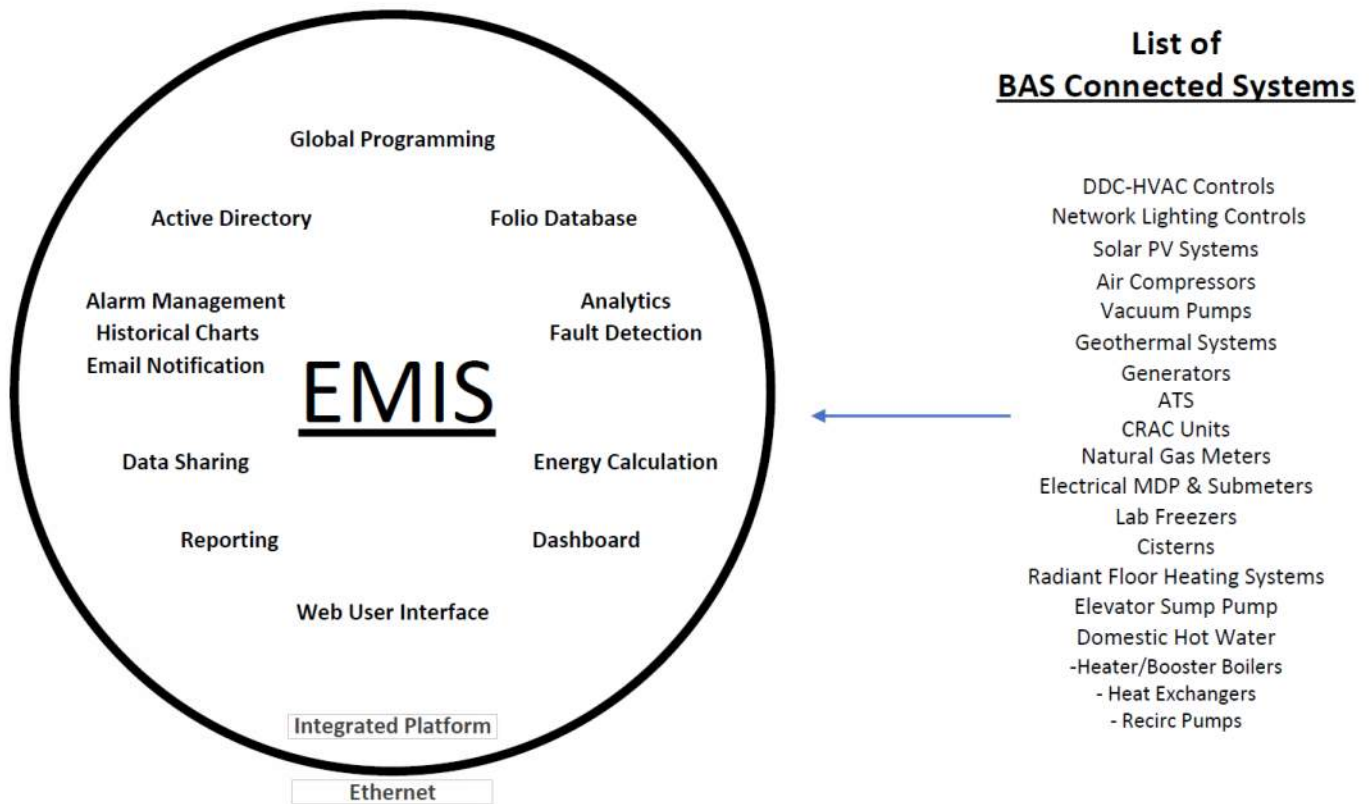 Global Programming
Active Directory
Folio Database
Alarm Management
Historical Charts
Email Notification
Analytics
Fault Detection
EMIS
Data Sharing
Energy Calculation
Reporting
Dashboard
Web User Interface
Integrated Platform
Ethernet
List of
BAS Connected Systems
DDC-HVAC Controls
Network Lighting Controls
Solar PV Systems
Air Compressors
Vacuum Pumps
Geothermal Systems
Generators
ATS
CRAC Units
Natural Gas Meters
Electrical MDP & Submeters
Lab Freezers
Cisterns
Radiant Floor Heating Systems
Elevator Sump Pump
Domestic Hot Water
-Heater/Booster Boilers
- Heat Exchangers
- Recirc Pumps